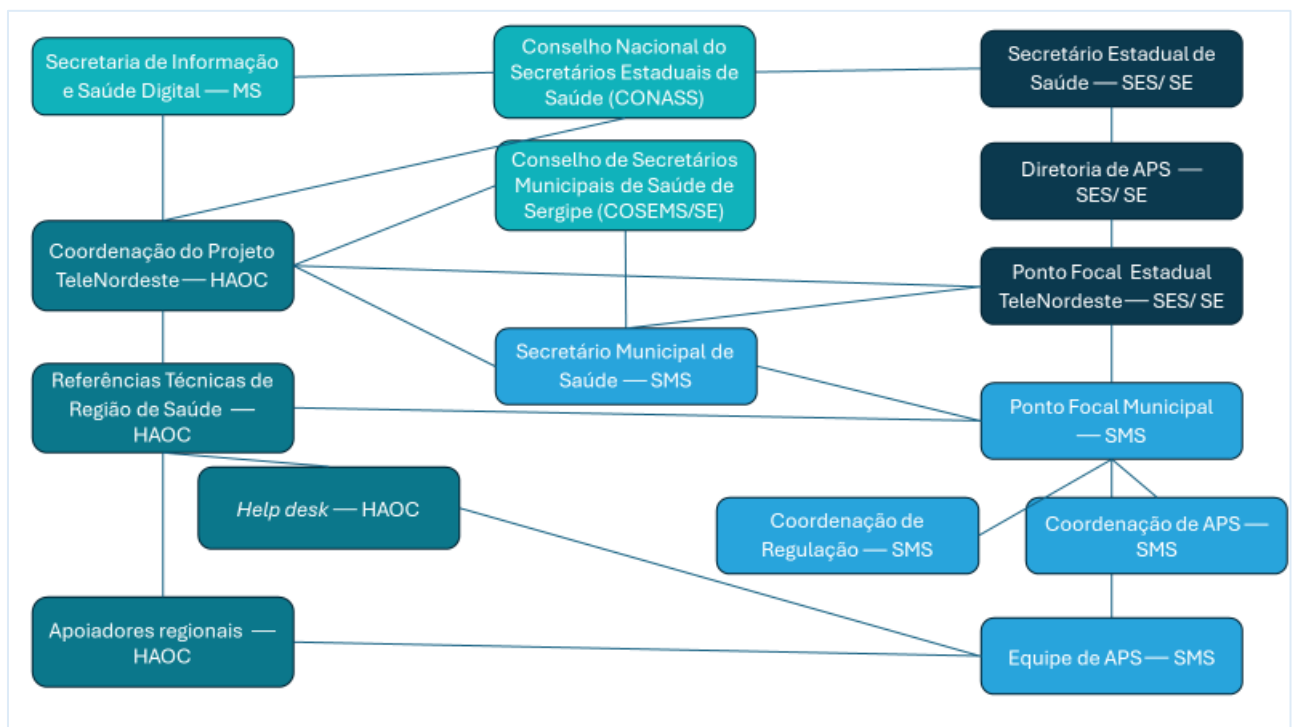 Secretaria de Informação
e Saúde Digital — MS
Conselho Nacional do
Secretários Estaduais de
Saúde (CONASS)
Secretário Estadual de
Saúde — SES/ SE
Conselho de Secretários
Municipais de Saúde de
Sergipe (COSEMS/SE)
Diretoria de APS —
SES/ SE
Coordenação do Projeto
TeleNordeste — HAOC
Ponto Focal Estadual
TeleNordeste — SES/ SE
Secretário Municipal de
Saúde — SMS
Referências Técnicas de
Região de Saúde —
HAOC
Ponto Focal Municipal
— SMS
Help desk — HAOC
Coordenação de
Regulação — SMS
Coordenação de APS —
SMS
Apoiadores regionais —
HAOC
Equipe de APS — SMS